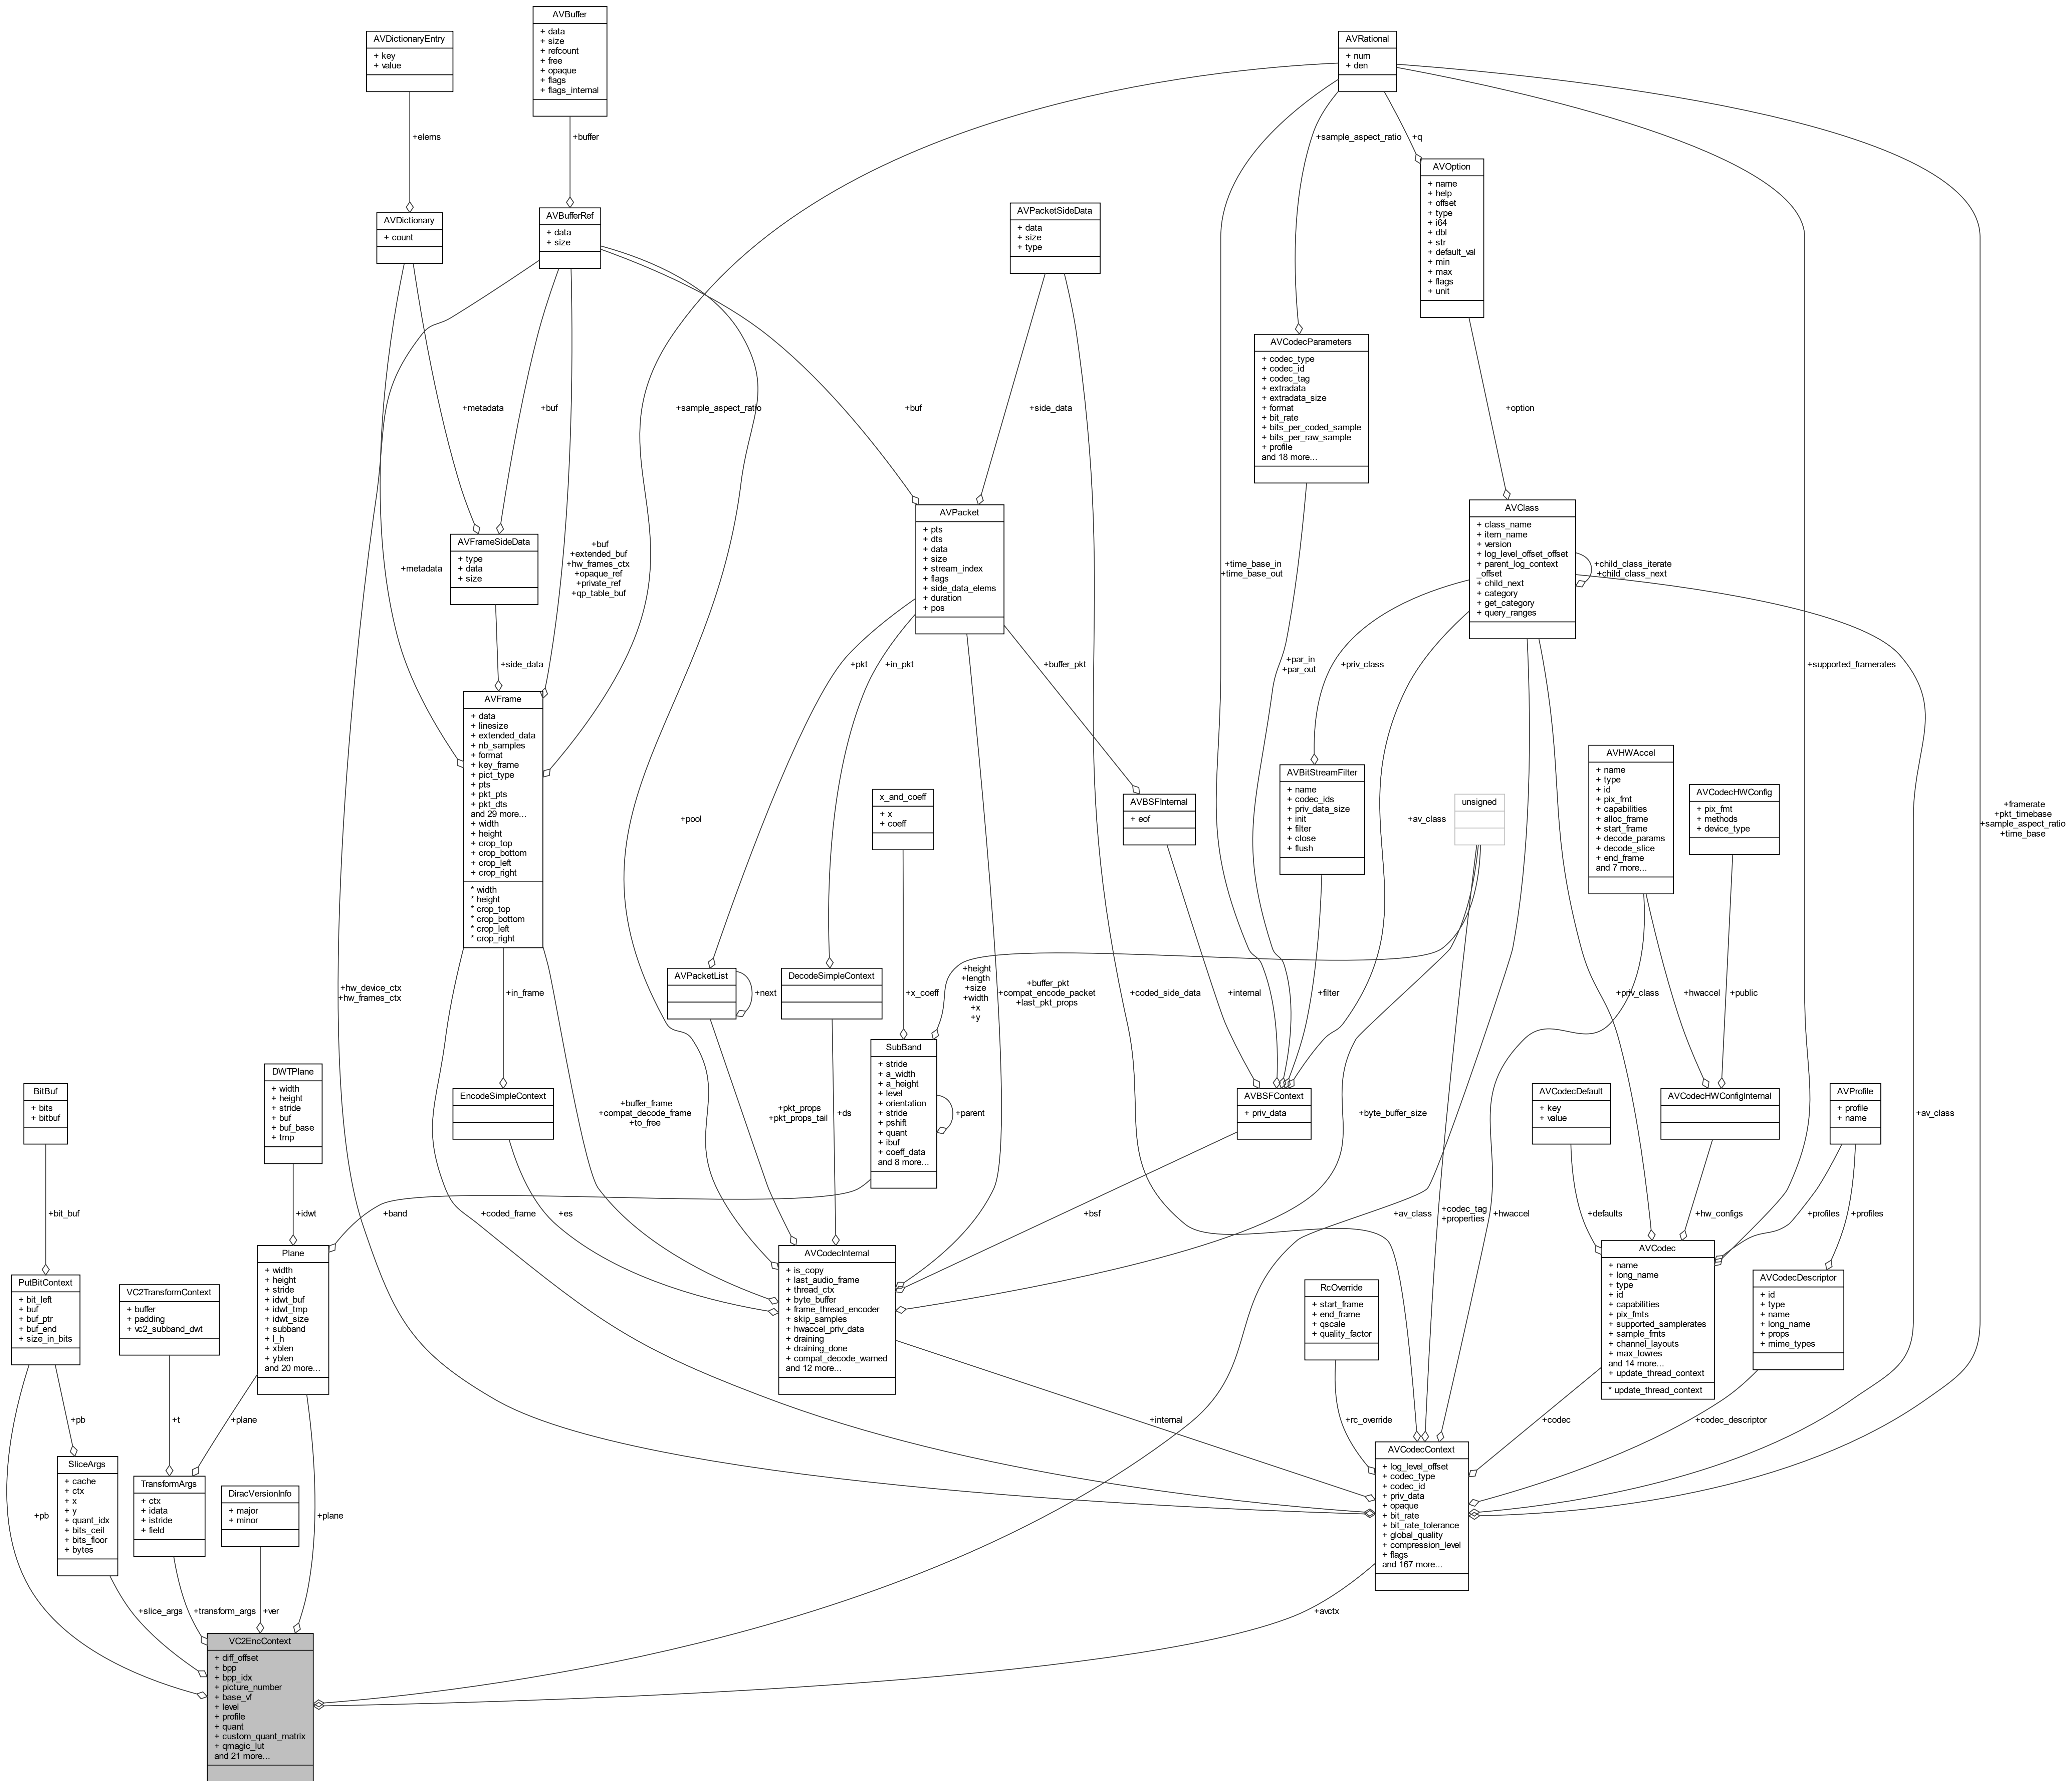 AVBuffer
+ data
+ size
+ refcount
+ free
+ opaque
+ flags
+ flags_internal
AVDictionaryEntry
+ key
+ value
AVRational
+ num
+ den
+elems
+buffer
+sample_aspect_ratio
+q
AVOption
+ name
+ help
+ offset
+ type
+ i64
+ dbl
+ str
+ default_val
+ min
+ max
+ flags
+ unit
AVDictionary
+ count
AVBufferRef
+ data
+ size
AVPacketSideData
+ data
+ size
+ type
AVCodecParameters
+ codec_type
+ codec_id
+ codec_tag
+ extradata
+ extradata_size
+ format
+ bit_rate
+ bits_per_coded_sample
+ bits_per_raw_sample
+ profile
and 18 more...
+metadata
+buf
+sample_aspect_ratio
+buf
+side_data
+option
AVPacket
+ pts
+ dts
+ data
+ size
+ stream_index
+ flags
+ side_data_elems
+ duration
+ pos
AVClass
+ class_name
+ item_name
+ version
+ log_level_offset_offset
+ parent_log_context
_offset
+ child_next
+ category
+ get_category
+ query_ranges
+child_class_iterate
+child_class_next
AVFrameSideData
+ type
+ data
+ size
+metadata
+buf
+extended_buf
+hw_frames_ctx
+opaque_ref
+private_ref
+qp_table_buf
+time_base_in
+time_base_out
+side_data
+pkt
+in_pkt
+buffer_pkt
+par_in
+par_out
+priv_class
+supported_framerates
AVFrame
+ data
+ linesize
+ extended_data
+ nb_samples
+ format
+ key_frame
+ pict_type
+ pts
+ pkt_pts
+ pkt_dts
and 29 more...
+ width
+ height
+ crop_top
+ crop_bottom
+ crop_left
+ crop_right
* width
* height
* crop_top
* crop_bottom
* crop_left
* crop_right
+pool
x_and_coeff
+ x
+ coeff
AVBSFInternal
+ eof
AVBitStreamFilter
+ name
+ codec_ids
+ priv_data_size
+ init
+ filter
+ close
+ flush
+av_class
unsigned
AVHWAccel
+ name
+ type
+ id
+ pix_fmt
+ capabilities
+ alloc_frame
+ start_frame
+ decode_params
+ decode_slice
+ end_frame
and 7 more...
AVCodecHWConfig
+ pix_fmt
+ methods
+ device_type
+framerate
+pkt_timebase
+sample_aspect_ratio
+time_base
+hw_device_ctx
+hw_frames_ctx
+in_frame
AVPacketList
+next
DecodeSimpleContext
+x_coeff
+height
+length
+size
+width
+x
+y
+buffer_pkt
+compat_encode_packet
+last_pkt_props
+coded_side_data
+internal
+filter
+priv_class
+hwaccel
+public
SubBand
+ stride
+ a_width
+ a_height
+ level
+ orientation
+ stride
+ pshift
+ quant
+ ibuf
+ coeff_data
and 8 more...
+parent
BitBuf
+ bits
+ bitbuf
DWTPlane
+ width
+ height
+ stride
+ buf
+ buf_base
+ tmp
EncodeSimpleContext
+buffer_frame
+compat_decode_frame
+to_free
+pkt_props
+pkt_props_tail
+ds
AVBSFContext
+ priv_data
+byte_buffer_size
AVCodecDefault
+ key
+ value
AVCodecHWConfigInternal
AVProfile
+ profile
+ name
+av_class
+bit_buf
+idwt
+band
+coded_frame
+es
+bsf
+av_class
+codec_tag
+properties
+hwaccel
+defaults
+hw_configs
+profiles
+profiles
PutBitContext
+ bit_left
+ buf
+ buf_ptr
+ buf_end
+ size_in_bits
VC2TransformContext
+ buffer
+ padding
+ vc2_subband_dwt
Plane
+ width
+ height
+ stride
+ idwt_buf
+ idwt_tmp
+ idwt_size
+ subband
+ l_h
+ xblen
+ yblen
and 20 more...
AVCodecInternal
+ is_copy
+ last_audio_frame
+ thread_ctx
+ byte_buffer
+ frame_thread_encoder
+ skip_samples
+ hwaccel_priv_data
+ draining
+ draining_done
+ compat_decode_warned
and 12 more...
RcOverride
+ start_frame
+ end_frame
+ qscale
+ quality_factor
AVCodec
+ name
+ long_name
+ type
+ id
+ capabilities
+ pix_fmts
+ supported_samplerates
+ sample_fmts
+ channel_layouts
+ max_lowres
and 14 more...
+ update_thread_context
* update_thread_context
AVCodecDescriptor
+ id
+ type
+ name
+ long_name
+ props
+ mime_types
+pb
+t
+plane
+internal
+rc_override
+codec
+codec_descriptor
SliceArgs
+ cache
+ ctx
+ x
+ y
+ quant_idx
+ bits_ceil
+ bits_floor
+ bytes
TransformArgs
+ ctx
+ idata
+ istride
+ field
DiracVersionInfo
+ major
+ minor
+pb
+plane
AVCodecContext
+ log_level_offset
+ codec_type
+ codec_id
+ priv_data
+ opaque
+ bit_rate
+ bit_rate_tolerance
+ global_quality
+ compression_level
+ flags
and 167 more...
+slice_args
+transform_args
+ver
+avctx
VC2EncContext
+ diff_offset
+ bpp
+ bpp_idx
+ picture_number
+ base_vf
+ level
+ profile
+ quant
+ custom_quant_matrix
+ qmagic_lut
and 21 more...